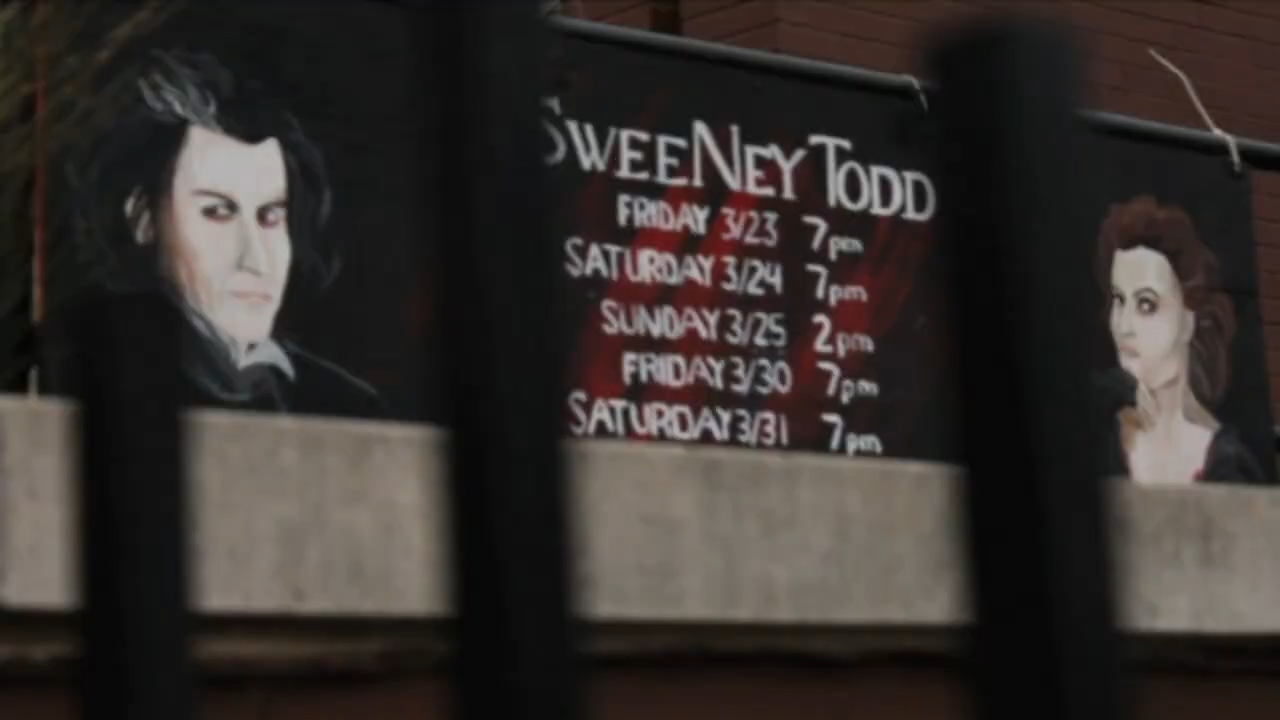 SWEENEY TODD
FRIDAY 3/23 7pm
SATURDAY 3/24 7pm
SUNDAY 3/25 2pm
FRIDAY 3/30 7pm
SATURDAY 3/31 7pm